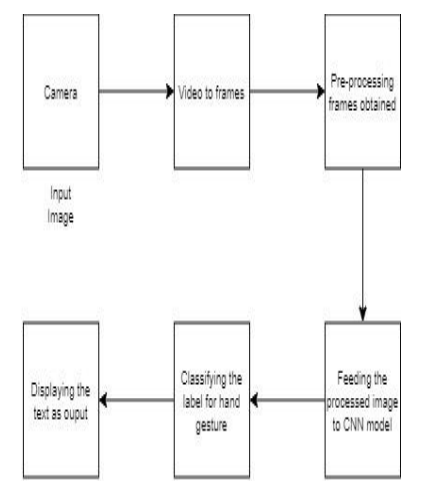 Camera
Input
Image
Video to frames
Pre-processing
frames obtained
Feeding the
processed image
to CNN model
Classifying the
label for hand
gesture
Displaying the
text as ouput